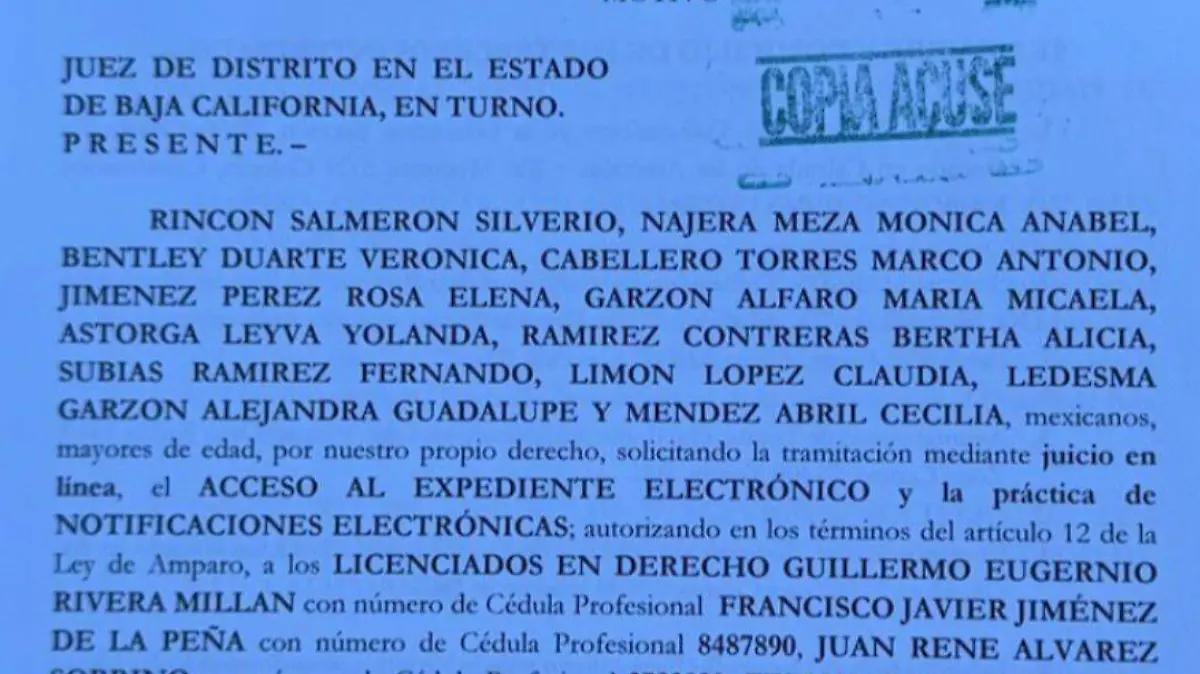 JUEZ DE DISTRITO EN EL ESTADO
DE BAJA CALIFORNIA, EN TURNO.
P R E S E N T E. –
COPIA ACUSE
RINCON SALMERON SILVERIO, NAJERA MEZA MONICA ANABEL,
BENTLEY DUARTE VERONICA, CABELLERO TORRES MARCO ANTONIO,
JIMENEZ PEREZ ROSA ELENA, GARZON ALFARO MARIA MICAELA,
ASTORGA LEYVA YOLANDA, RAMIREZ CONTRERAS BERTHA ALICIA,
SUBIAS RAMIREZ FERNANDO, LIMON LOPEZ CLAUDIA, LEDESMA
GARZON ALEJANDRA GUADALUPE Y MENDEZ ABRIL CECILIA, mexicanos,
mayores de edad, por nuestro propio derecho, solicitando la tramitación mediante juicio en
línea, el ACCESO AL EXPEDIENTE ELECTRÓNICO y la práctica de
NOTIFICACIONES ELECTRÓNICAS; autorizando en los términos del artículo 12 de la
Ley de Amparo, a los LICENCIADOS EN DERECHO GUILLERMO EUGERNIO
RIVERA MILLAN con número de Cédula Profesional FRANCISCO JAVIER JIMÉNEZ
DE LA PEÑA con número de Cédula Profesional 8487890, JUAN RENE ALVAREZ